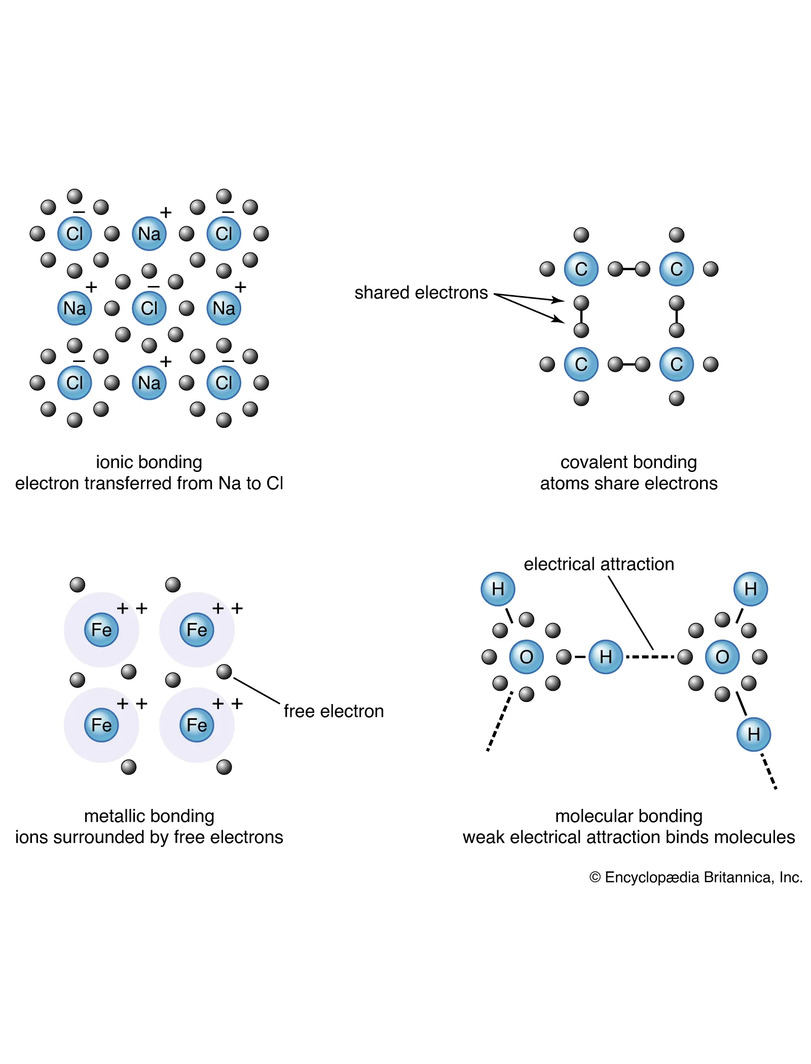 Cl − Na + Cl −
Na + Cl − Na +
Cl − Na + Cl −
ionic bonding
electron transferred from Na to Cl
C C
shared electrons
C C
covalent bonding
atoms share electrons
Fe + + Fe + +
Fe + + Fe + +
free electron
metallic bonding
ions surrounded by free electrons
electrical attraction
H H
O H O
H
molecular bonding
weak electrical attraction binds molecules
© Encyclopædia Britannica, Inc.